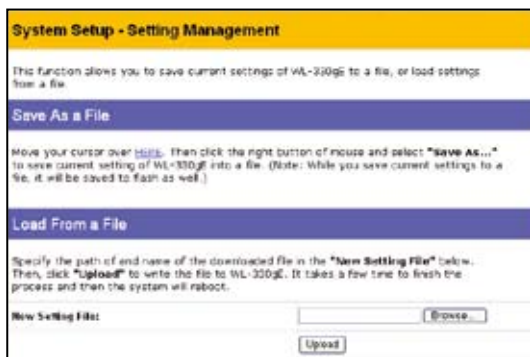 System Setup - Setting Management
This function allows you to save current settings of WL-330gE to a file, or load settings
from a file.
Save As a File
Move your cursor over HERE. Then click the right button of mouse and select "Save As..."
to save current setting of WL-330gE into a file. (Note: While you save current settings to a
file, it will be saved to flash as well.)
Load From a File
Specify the path of and name of the downloaded file in the "New Setting File" below.
Then, click "Upload" to write the file to WL-330gE. It takes a few time to finish the
process and then the system will reboot.
New Setting File: Browse...
Upload